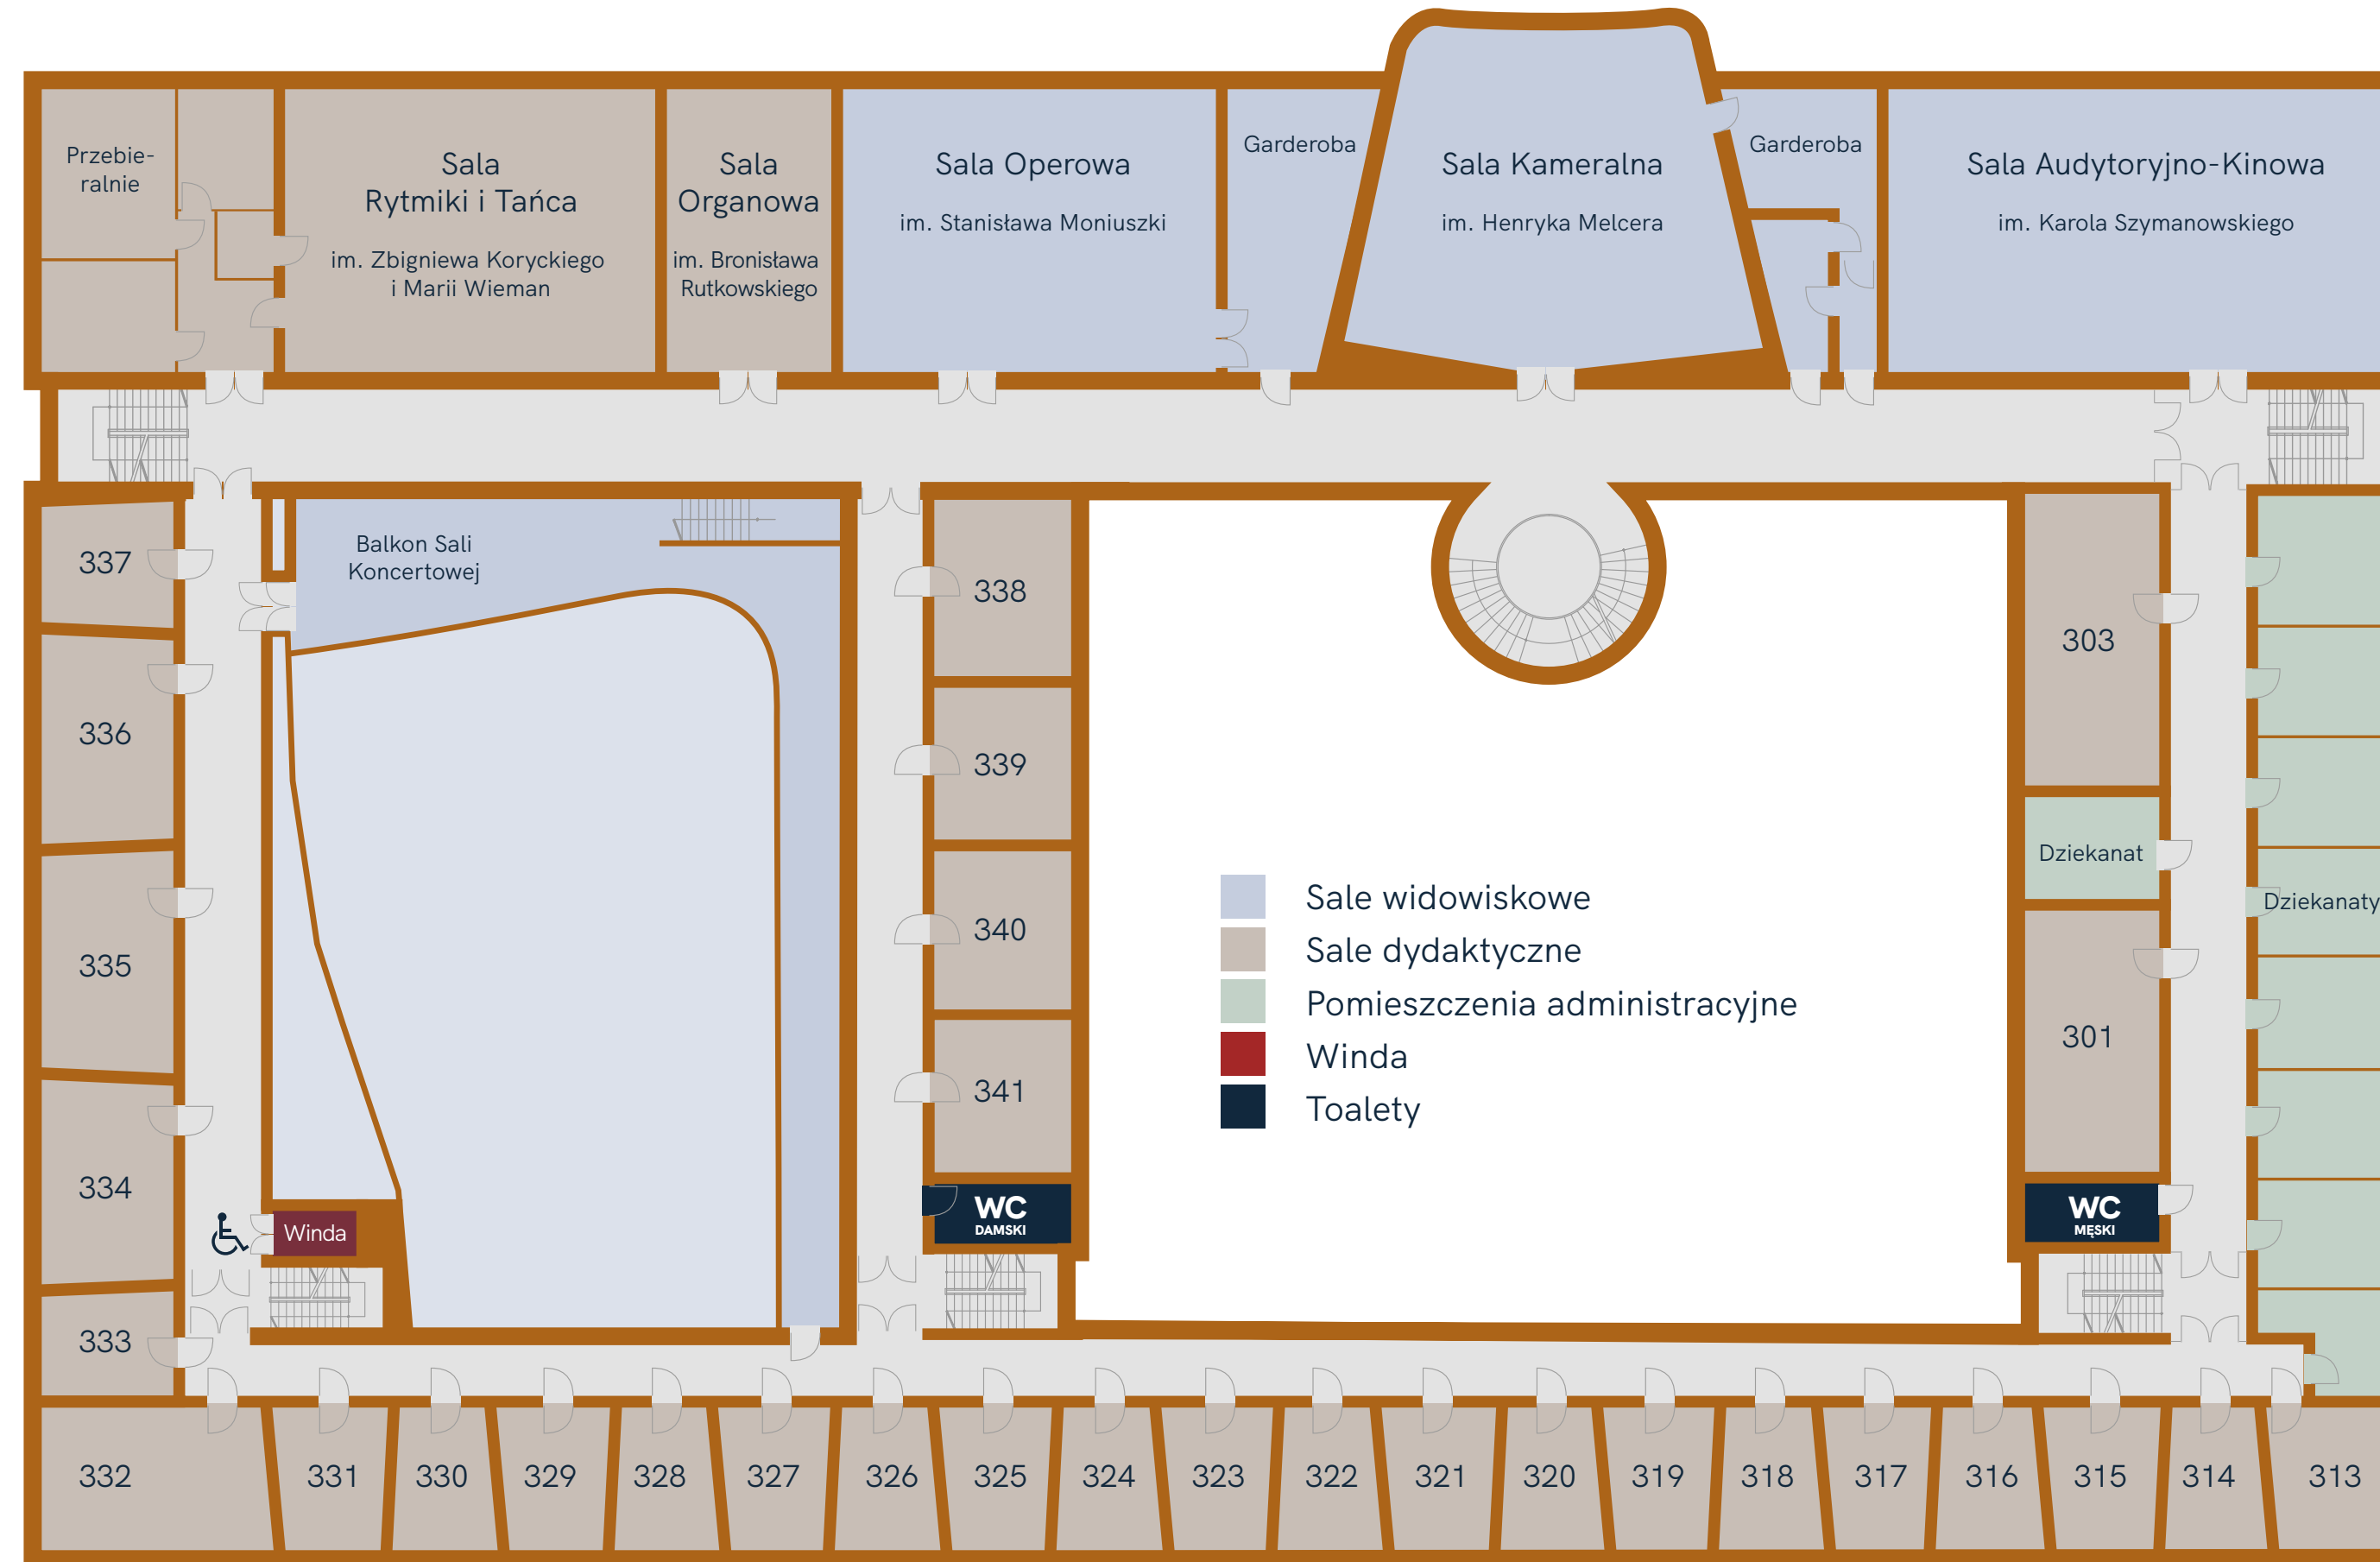 Przebie-
ralnie
Sala
Rytmiki i Tańca
im. Zbigniewa Koryckiego
i Marii Wieman
Sala
Organowa
im. Bronisława
Rutkowskiego
Sala Operowa
im. Stanisława Moniuszki
Garderoba
Sala Kameralna
im. Henryka Melcera
Garderoba
Sala Audytoryjno-Kinowa
im. Karola Szymanowskiego
337
336
335
334
333
Balkon Sali
Koncertowej
Winda
338
339
340
341
WC
DAMSKI
Sale widowiskowe
Sale dydaktyczne
Pomieszczenia administracyjne
Winda
Toalety
303
Dziekanat
301
WC
MĘSKI
Dziekanaty
332
331
330
329
328
327
326
325
324
323
322
321
320
319
318
317
316
315
314
313